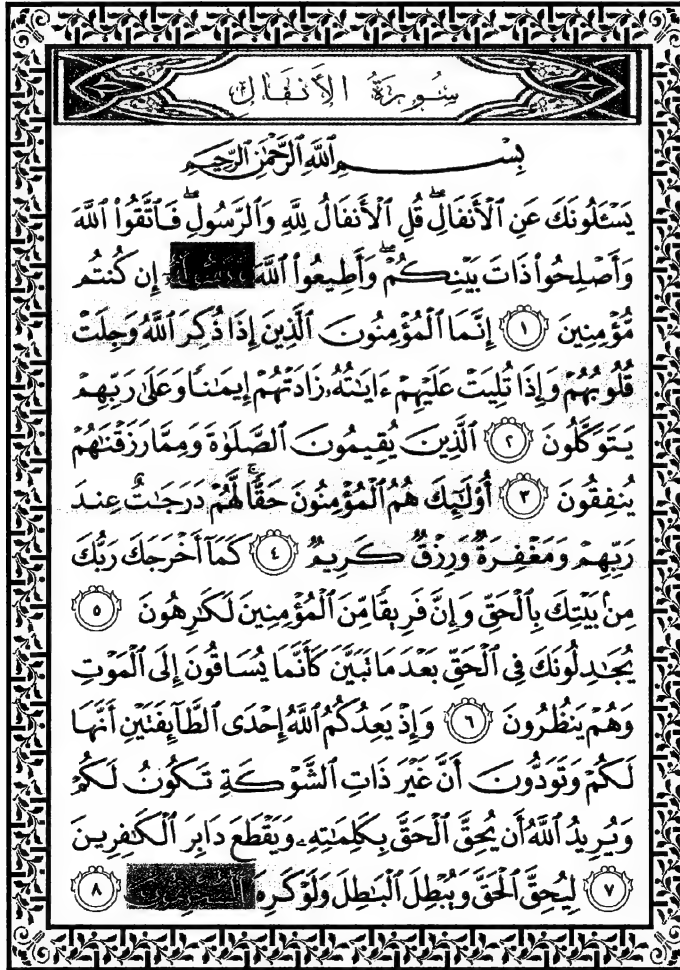 سُورَةُ الأَنفَالِ
بِسْمِ ٱللَّهِ ٱلرَّحْمَٰنِ ٱلرَّحِيمِ
يَسْـَٔلُونَكَ عَنِ ٱلْأَنفَالِ ۖ قُلِ ٱلْأَنفَالُ لِلَّهِ وَٱلرَّسُولِ ۖ فَٱتَّقُوا۟ ٱللَّهَ
وَأَصْلِحُوا۟ ذَاتَ بَيْنِكُمْ ۖ وَأَطِيعُوا۟ ٱللَّهَ إِن كُنتُم
مُّؤْمِنِينَ ١ إِنَّمَا ٱلْمُؤْمِنُونَ ٱلَّذِينَ إِذَا ذُكِرَ ٱللَّهُ وَجِلَتْ
قُلُوبُهُمْ وَإِذَا تُلِيَتْ عَلَيْهِمْ ءَايَٰتُهُۥ زَادَتْهُمْ إِيمَٰنًا وَعَلَىٰ رَبِّهِمْ
يَتَوَكَّلُونَ ٢ ٱلَّذِينَ يُقِيمُونَ ٱلصَّلَوٰةَ وَمِمَّا رَزَقْنَٰهُمْ
يُنفِقُونَ ٣ أُو۟لَٰٓئِكَ هُمُ ٱلْمُؤْمِنُونَ حَقًّا ۚ لَّهُمْ دَرَجَٰتٌ عِندَ
رَبِّهِمْ وَمَغْفِرَةٌ وَرِزْقٌ كَرِيمٌ ٤ كَمَآ أَخْرَجَكَ رَبُّكَ
مِنۢ بَيْتِكَ بِٱلْحَقِّ وَإِنَّ فَرِيقًا مِّنَ ٱلْمُؤْمِنِينَ لَكَٰرِهُونَ ٥
يُجَٰدِلُونَكَ فِى ٱلْحَقِّ بَعْدَ مَا تَبَيَّنَ كَأَنَّمَا يُسَاقُونَ إِلَى ٱلْمَوْتِ
وَهُمْ يَنظُرُونَ ٦ وَإِذْ يَعِدُكُمُ ٱللَّهُ إِحْدَى ٱلطَّآئِفَتَيْنِ أَنَّهَا
لَكُمْ وَتَوَدُّونَ أَنَّ غَيْرَ ذَاتِ ٱلشَّوْكَةِ تَكُونُ لَكُمْ
وَيُرِيدُ ٱللَّهُ أَن يُحِقَّ ٱلْحَقَّ بِكَلِمَٰتِهِۦ وَيَقْطَعَ دَابِرَ ٱلْكَٰفِرِينَ
٧ لِيُحِقَّ ٱلْحَقَّ وَيُبْطِلَ ٱلْبَٰطِلَ وَلَوْ كَرِهَ ٨